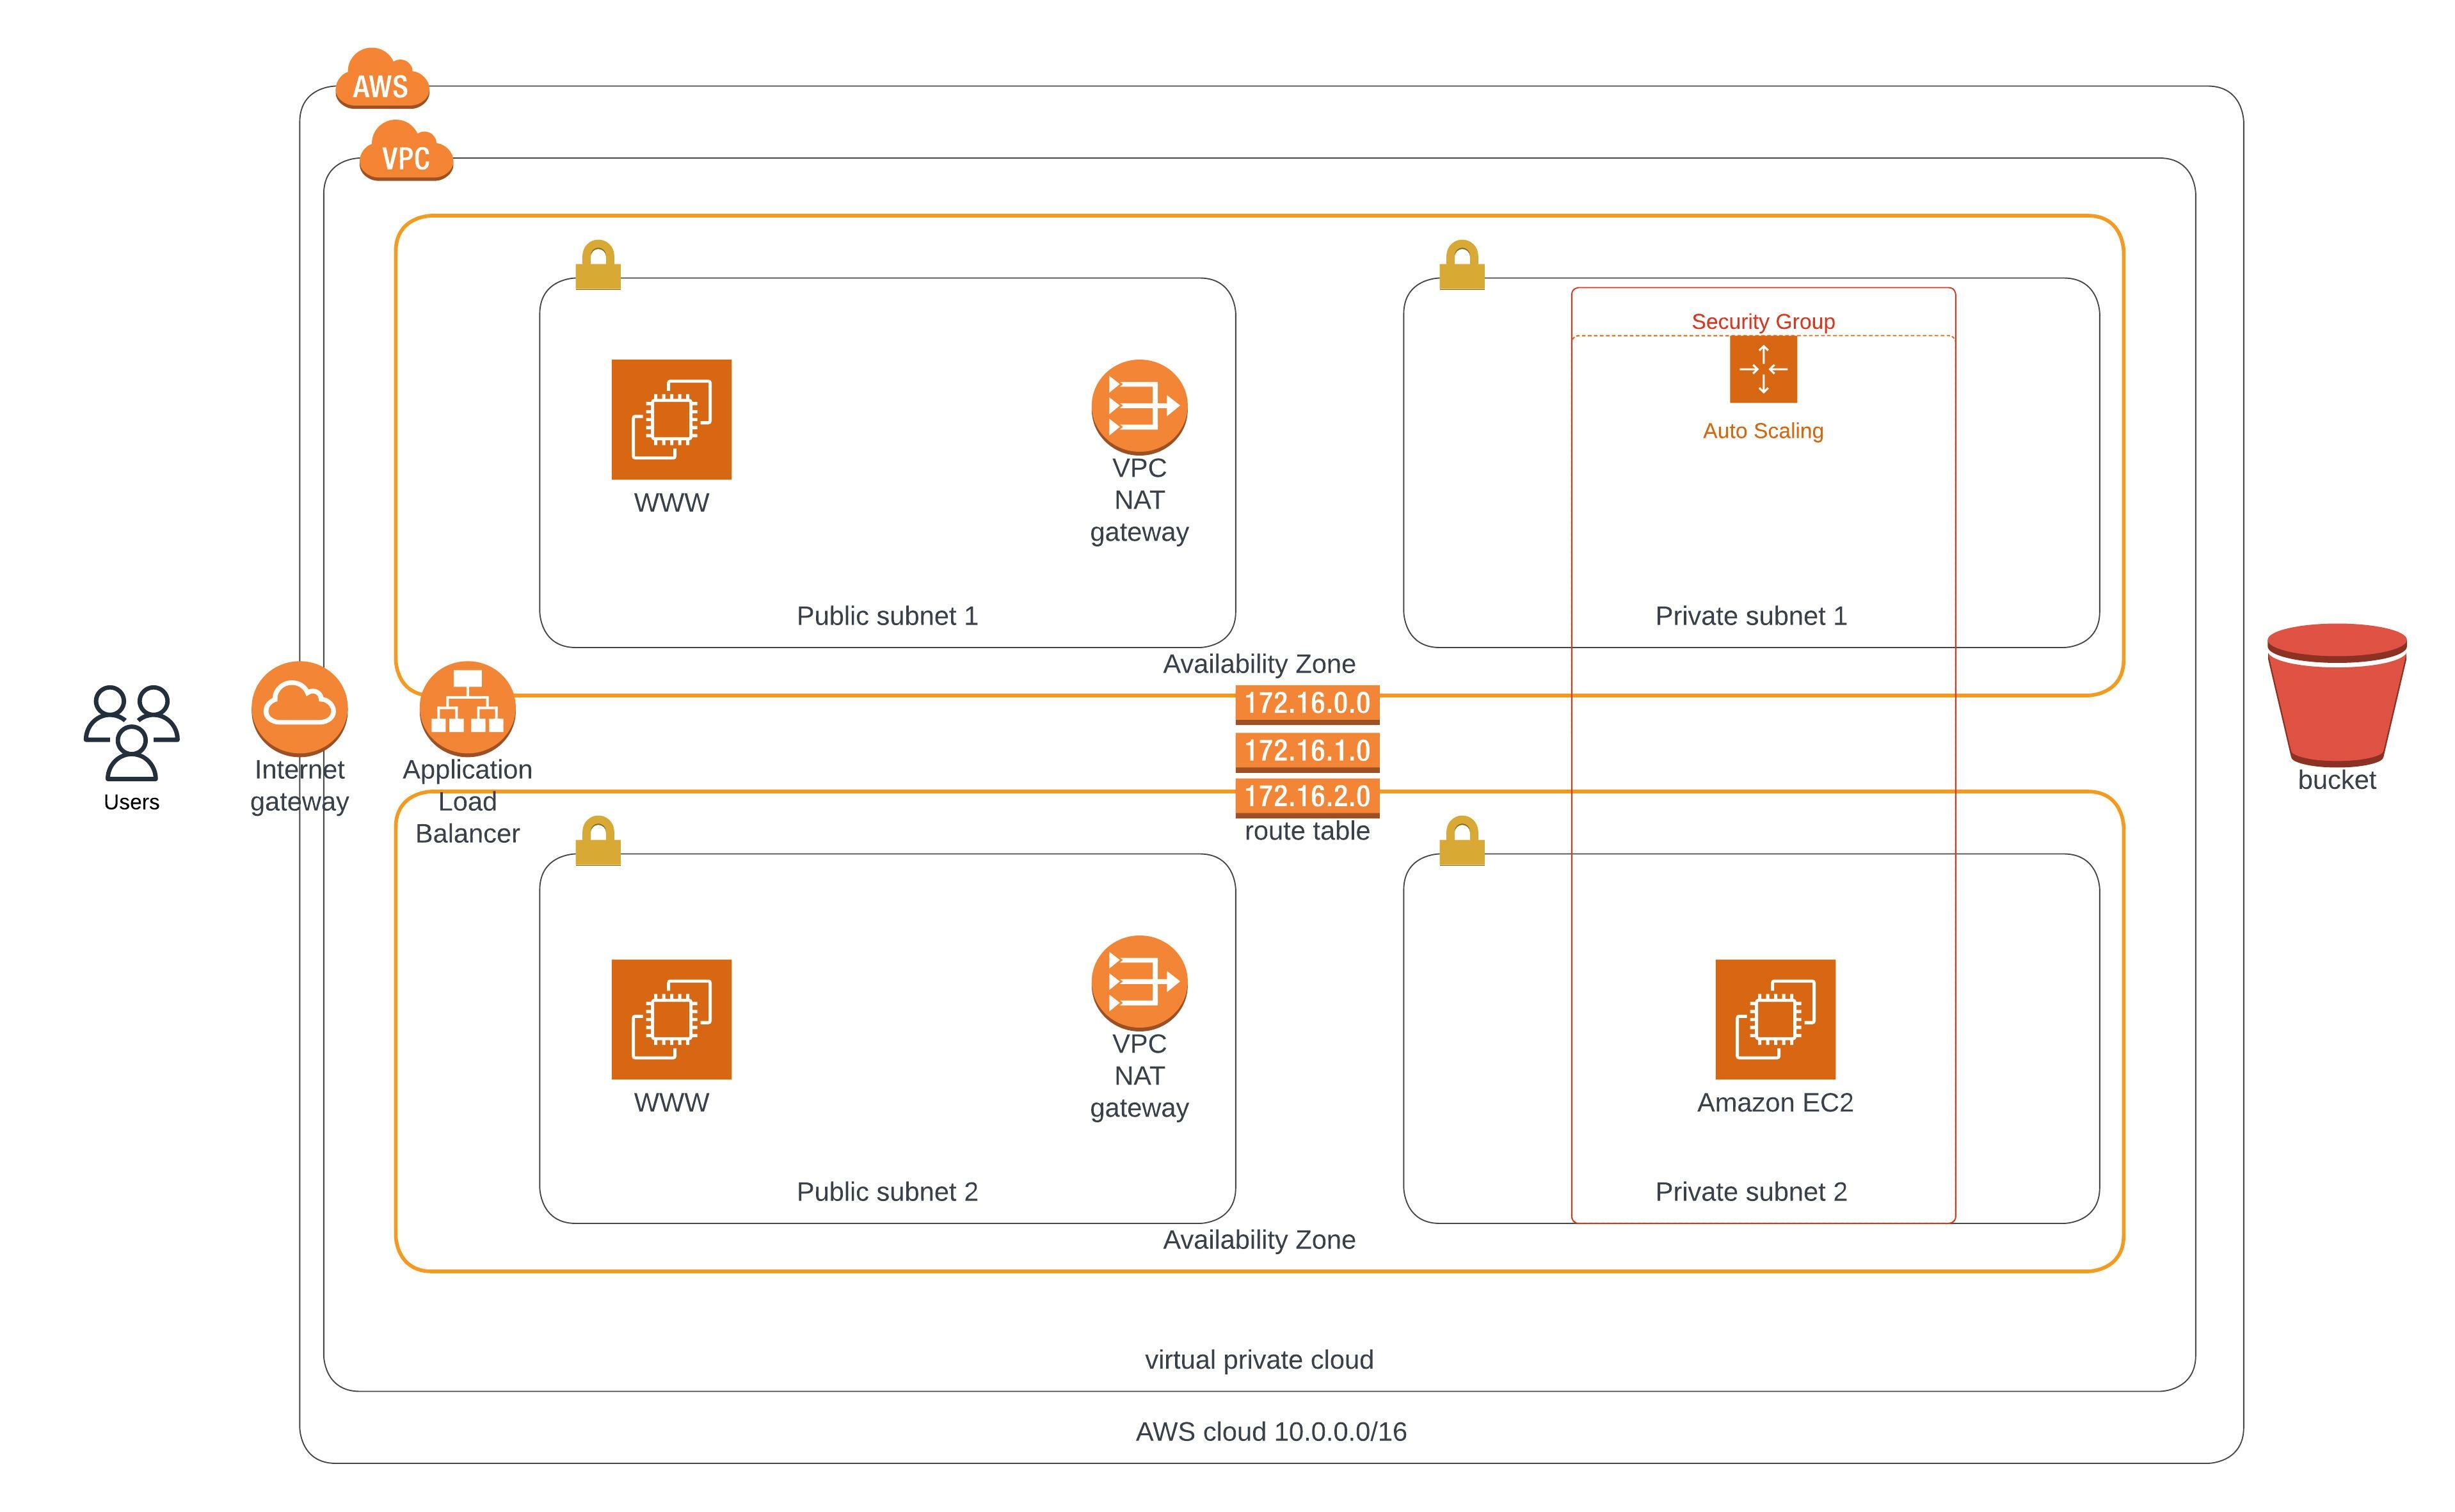 AWS
VPC
Security Group
Auto Scaling
WWW
VPC
NAT
gateway
Public subnet 1
Private subnet 1
Availability Zone
172.16.0.0
172.16.1.0
172.16.2.0
route table
Users
Internet
gateway
Application
Load
Balancer
bucket
WWW
VPC
NAT
gateway
Amazon EC2
Public subnet 2
Private subnet 2
Availability Zone
virtual private cloud
AWS cloud 10.0.0.0/16